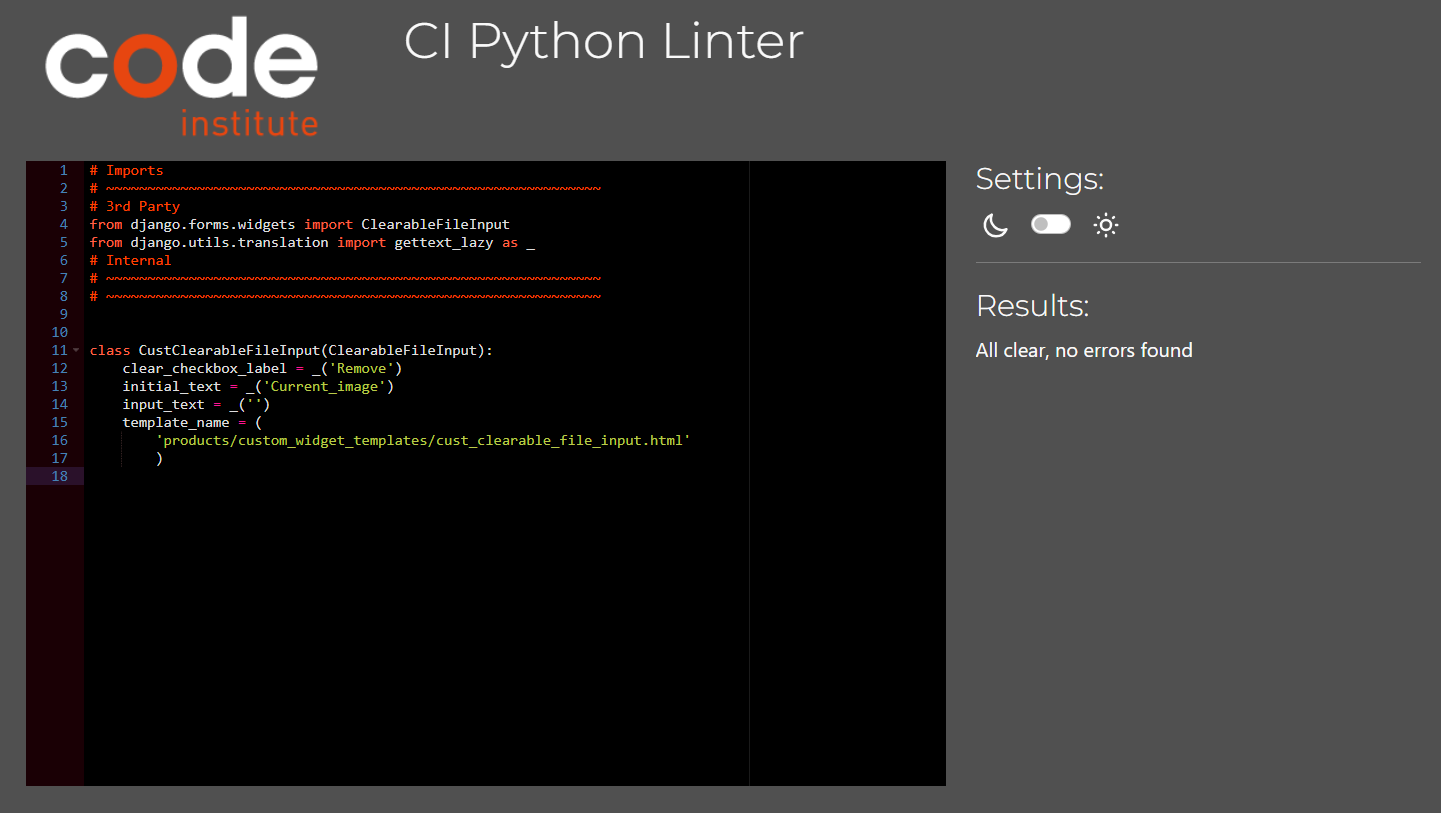 code
institute
CI Python Linter
1 # Imports
2 # ~~~~~~~~~~~~~~~~~~~~~~~~~~~~~~~~~~~~~~~~~~~~~~~~~~~~~~~~~~~~
3 # 3rd Party
4 from django.forms.widgets import ClearableFileInput
5 from django.utils.translation import gettext_lazy as _
6 # Internal
7 # ~~~~~~~~~~~~~~~~~~~~~~~~~~~~~~~~~~~~~~~~~~~~~~~~~~~~~~~~~~~~
8 # ~~~~~~~~~~~~~~~~~~~~~~~~~~~~~~~~~~~~~~~~~~~~~~~~~~~~~~~~~~~~
9
10
11 class CustClearableFileInput(ClearableFileInput):
12     clear_checkbox_label = _('Remove')
13     initial_text = _('Current_image')
14     input_text = _('')
15     template_name = (
16         'products/custom_widget_templates/cust_clearable_file_input.html'
17         )
18
Settings:
Results:
All clear, no errors found